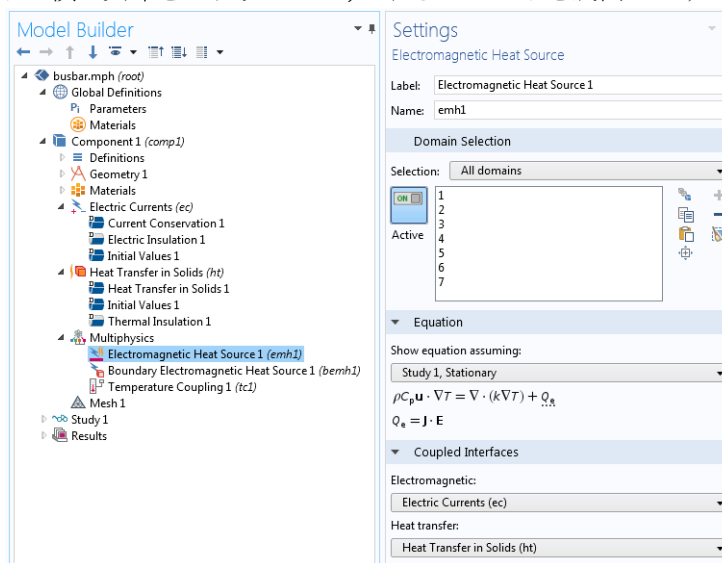 Model Builder
busbar.mph (root)
Global Definitions
Pi Parameters
Materials
Component 1 (comp1)
Definitions
Geometry 1
Materials
Electric Currents (ec)
Current Conservation 1
Electric Insulation 1
Initial Values 1
Heat Transfer in Solids (ht)
Heat Transfer in Solids 1
Initial Values 1
Thermal Insulation 1
Multiphysics
Electromagnetic Heat Source 1 (emh1)
Boundary Electromagnetic Heat Source 1 (bemh1)
Temperature Coupling 1 (tc1)
Mesh 1
Study 1
Results
Settings
Electromagnetic Heat Source
Label: Electromagnetic Heat Source 1
Name: emh1
Domain Selection
Selection: All domains
ON
Active
1
2
3
4
5
6
7
Equation
Show equation assuming:
Study 1, Stationary
ρCₚu · ∇T = ∇ · (k∇T) + Qₑ
Qₑ = J · E
Coupled Interfaces
Electromagnetic:
Electric Currents (ec)
Heat transfer:
Heat Transfer in Solids (ht)